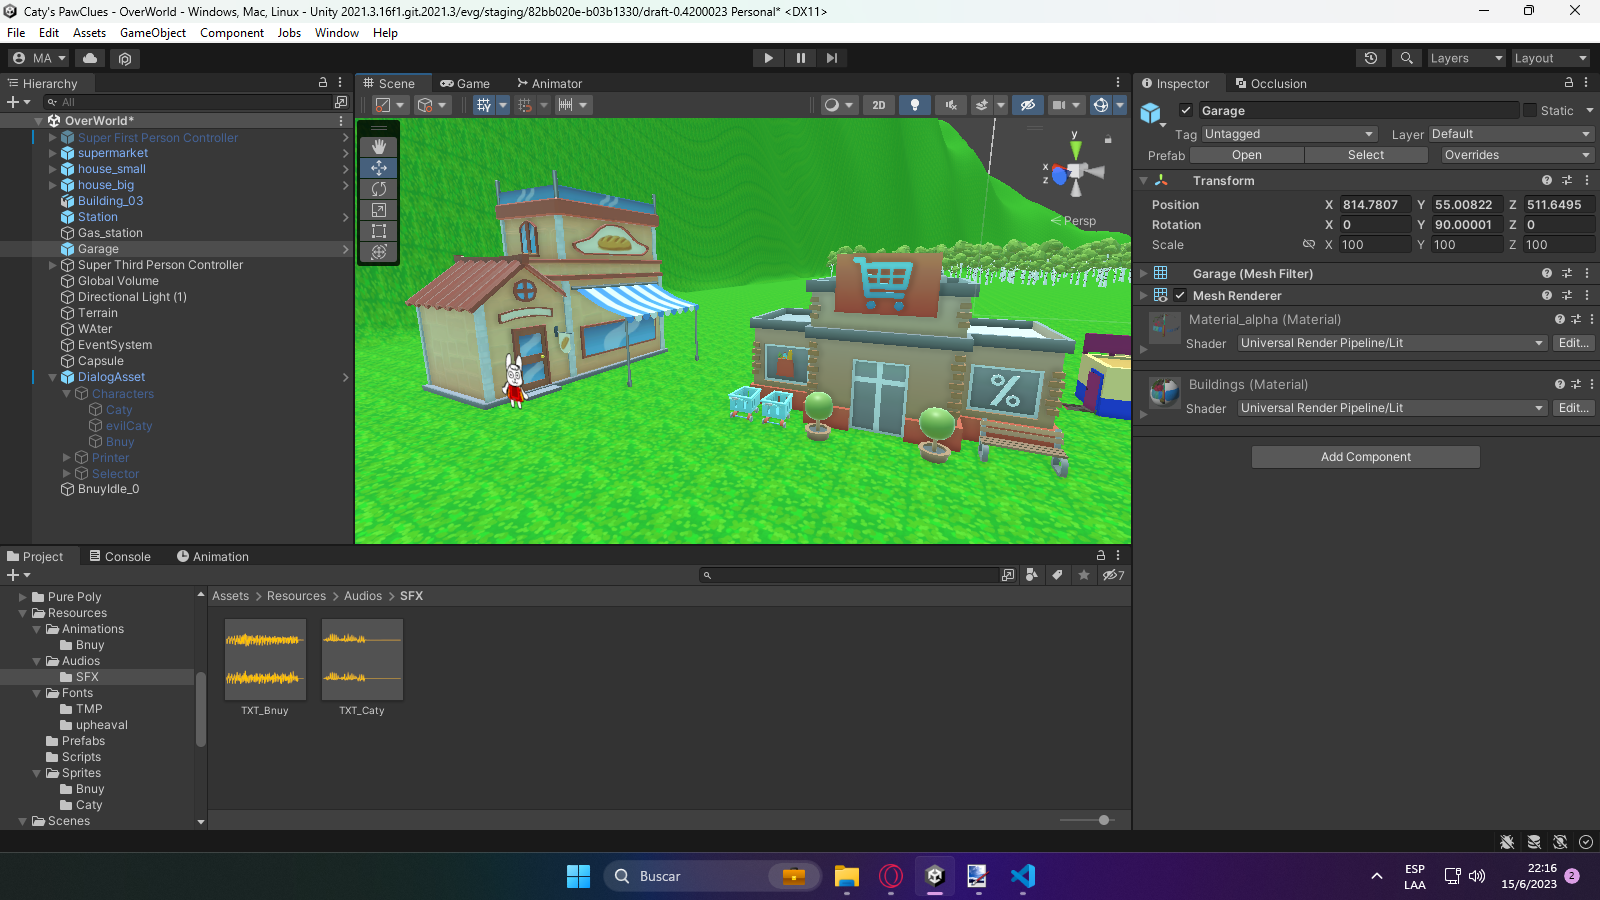 Caty's PawClues - OverWorld - Windows, Mac, Linux - Unity 2021.3.16f1.git.2021.3/evg/staging/82bb020e-b03b1330/draft-0.4200023 Personal* <DX11>
File Edit Assets GameObject Component Jobs Window Help
MA
Layers Layout
Hierarchy
All
OverWorld*
Super First Person Controller
supermarket
house_small
house_big
Building_03
Station
Gas_station
Garage
Super Third Person Controller
Global Volume
Directional Light (1)
Terrain
WAter
EventSystem
Capsule
DialogAsset
Characters
Caty
evilCaty
Bnuy
Printer
Selector
BnuyIdle_0
Scene Game Animator
2D
y
x
z
Persp
%
Inspector Occlusion
Garage Static
Tag Untagged Layer Default
Prefab Open Select Overrides
Transform
Position X 814.7807 Y 55.00822 Z 511.6495
Rotation X 0 Y 90.00001 Z 0
Scale X 100 Y 100 Z 100
Garage (Mesh Filter)
Mesh Renderer
Material_alpha (Material)
Shader Universal Render Pipeline/Lit Edit...
Buildings (Material)
Shader Universal Render Pipeline/Lit Edit...
Add Component
Project Console Animation
7
Pure Poly
Resources
Animations
Bnuy
Audios
SFX
Fonts
TMP
upheaval
Prefabs
Scripts
Sprites
Bnuy
Caty
Scenes
Assets > Resources > Audios > SFX
TXT_Bnuy TXT_Caty
Buscar
ESP
LAA
22:16
15/6/2023
2